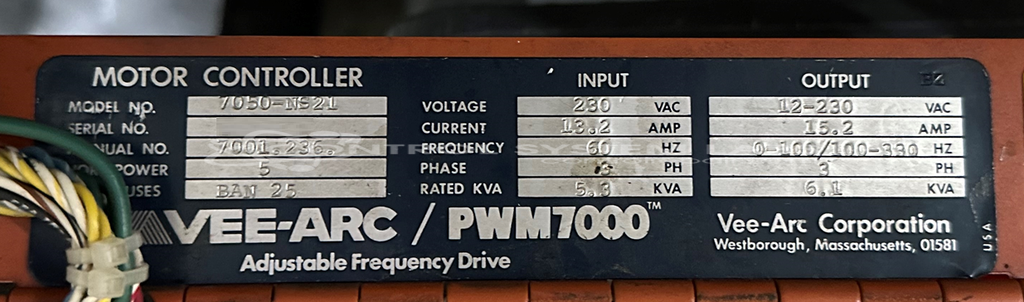 MOTOR CONTROLLER INPUT OUTPUT
MODEL NO. 7050-NS21 VOLTAGE 230 VAC 12-230 VAC
SERIAL NO. CURRENT 13.2 AMP 15.2 AMP
ANUAL NO. 7001.236. FREQUENCY 60 HZ 0-100/100-330 HZ
POWER 5 PHASE 3 PH 3 PH
USES BAN 25 RATED KVA 5.3 KVA 6.1 KVA
VEE-ARC / PWM7000™ Vee-Arc Corporation
Westborough, Massachusetts, 01581
Adjustable Frequency Drive
USA